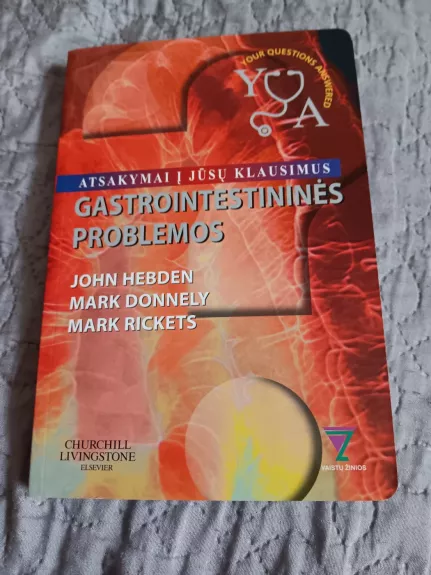 YOUR QUESTIONS ANSWERED
Y A
ATSAKYMAI Į JŪSŲ KLAUSIMUS
GASTROINTESTININĖS
PROBLEMOS
JOHN HEBDEN
MARK DONNELY
MARK RICKETS
CHURCHILL
LIVINGSTONE
ELSEVIER
VAISTŲ ŽINIOS